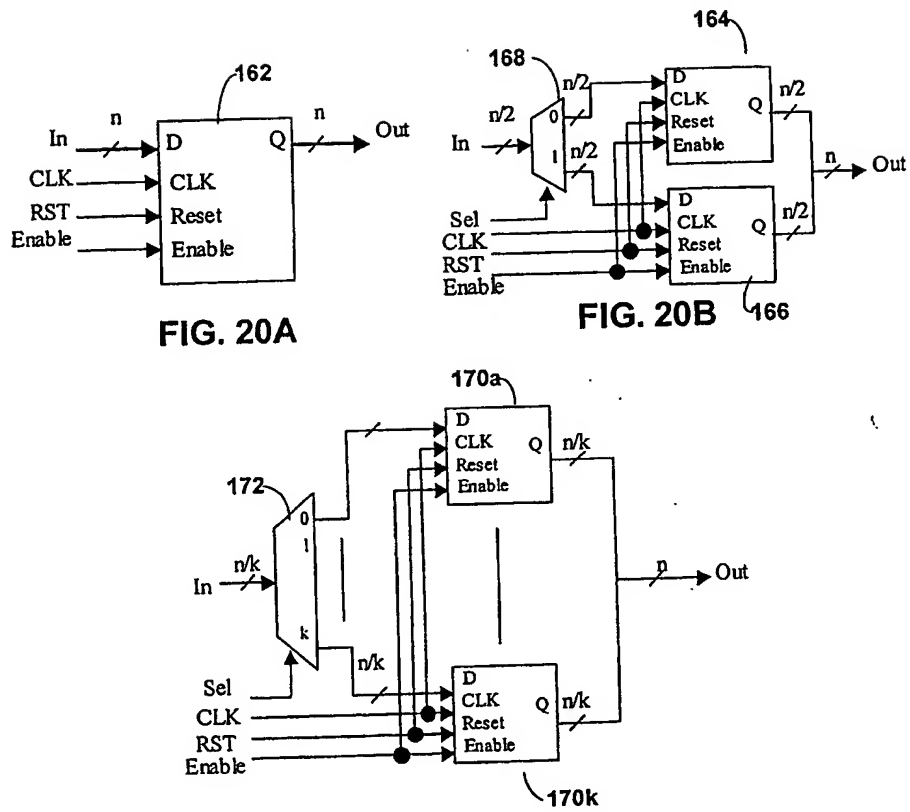 162
In
n
D
Q
n
Out
CLK
CLK
RST
Reset
Enable
Enable
FIG. 20A
164
168
n/2
In
n/2
0
1
n/2
D
CLK
Reset
Enable
Q
n/2
n
Out
D
CLK
Reset
Enable
Q
n/2
Sel
CLK
RST
Enable
166
FIG. 20B
170a
D
CLK
Reset
Enable
Q
n/k
172
0
1
k
In
n/k
n
Out
n/k
D
CLK
Reset
Enable
Q
n/k
Sel
CLK
RST
Enable
170k